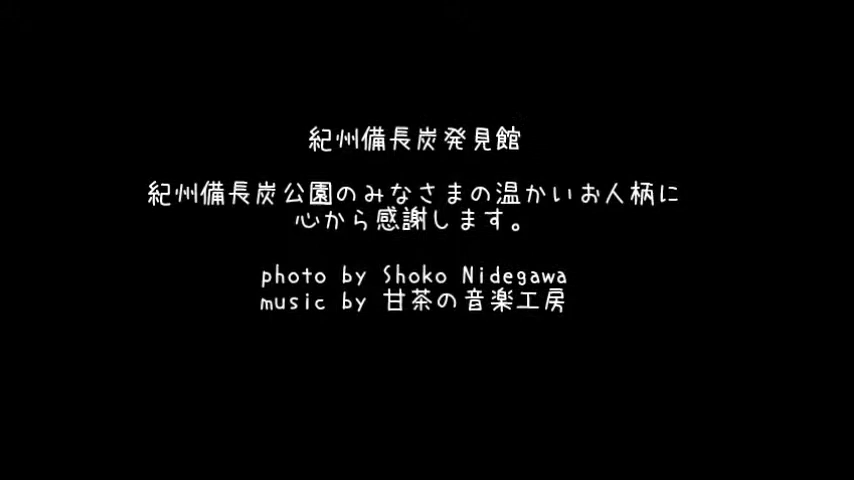 紀州備長炭発見館
紀州備長炭公園のみなさまの温かいお人柄に
心から感謝します。
photo by Shoko Nidegawa
music by 甘茶の音楽工房